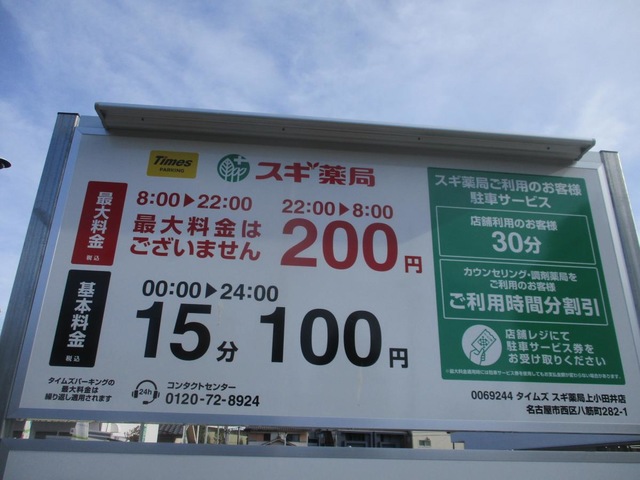 Times
PARKING
スギ薬局
最大料金
税込
8:00▶22:00
最大料金は
ございません
22:00▶8:00
200円
基本料金
税込
00:00▶24:00
15分 100円
タイムズパーキングの
最大料金は
繰り返し適用されます
24h
コンタクトセンター
0120-72-8924
スギ薬局ご利用のお客様
駐車サービス
店舗利用のお客様
30分
カウンセリング・調剤薬局を
ご利用のお客様
ご利用時間分割引
店舗レジにて
駐車サービス券を
お受け取りください
0069244 タイムズ スギ薬局上小田井店
名古屋市西区八筋町282-1